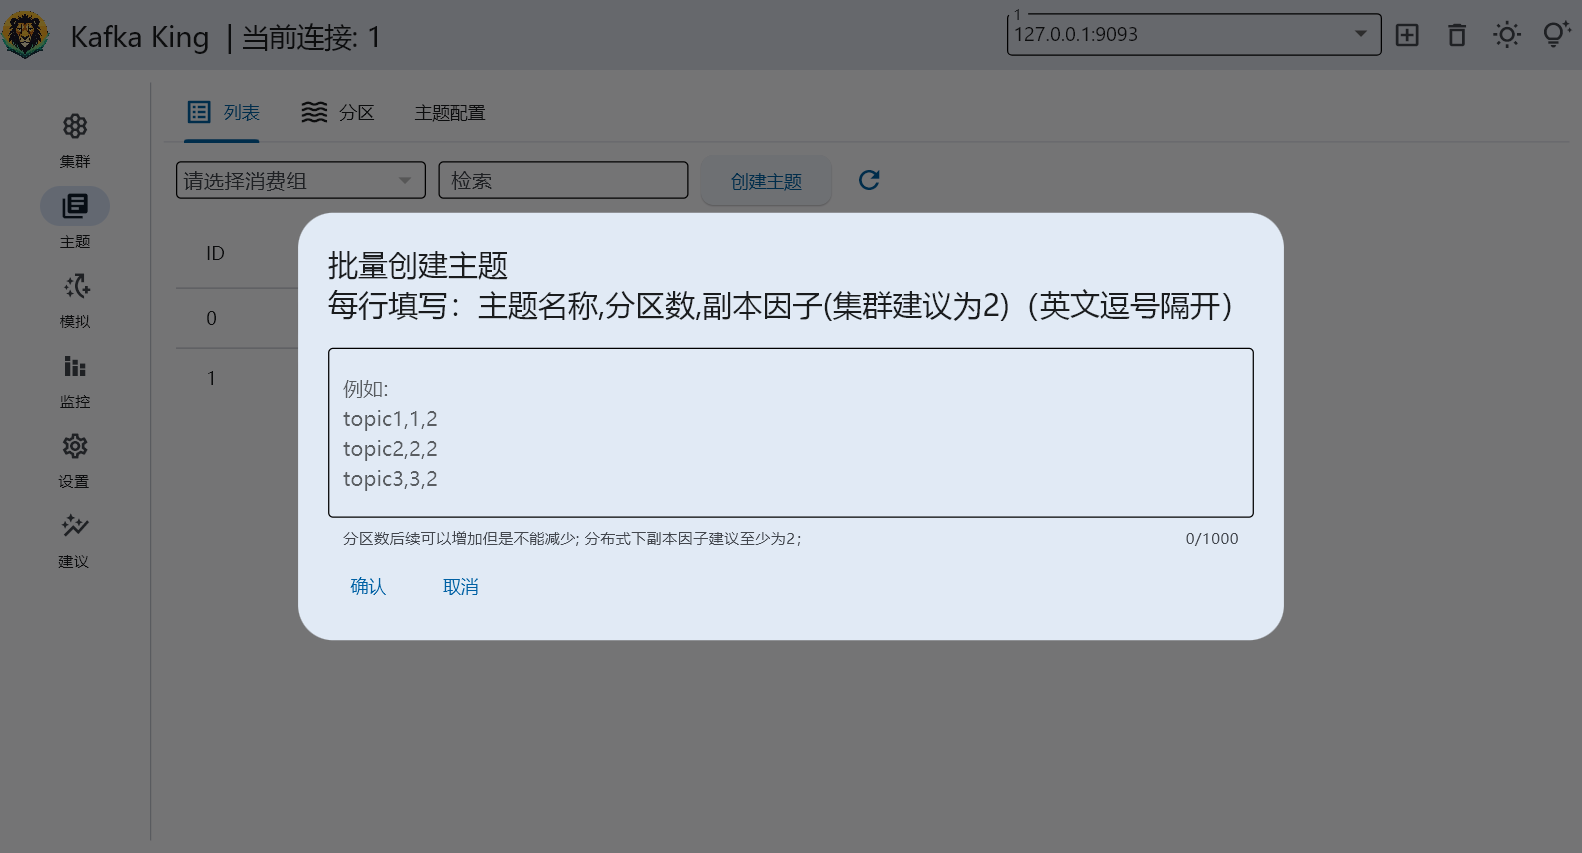 Kafka King | 当前连接: 1
1
127.0.0.1:9093
集群
主题
模拟
监控
设置
建议
列表
分区
主题配置
请选择消费组
检索
创建主题
ID
0
1
批量创建主题
每行填写：主题名称,分区数,副本因子(集群建议为2)（英文逗号隔开）
例如:
topic1,1,2
topic2,2,2
topic3,3,2
分区数后续可以增加但是不能减少; 分布式下副本因子建议至少为2；
0/1000
确认
取消